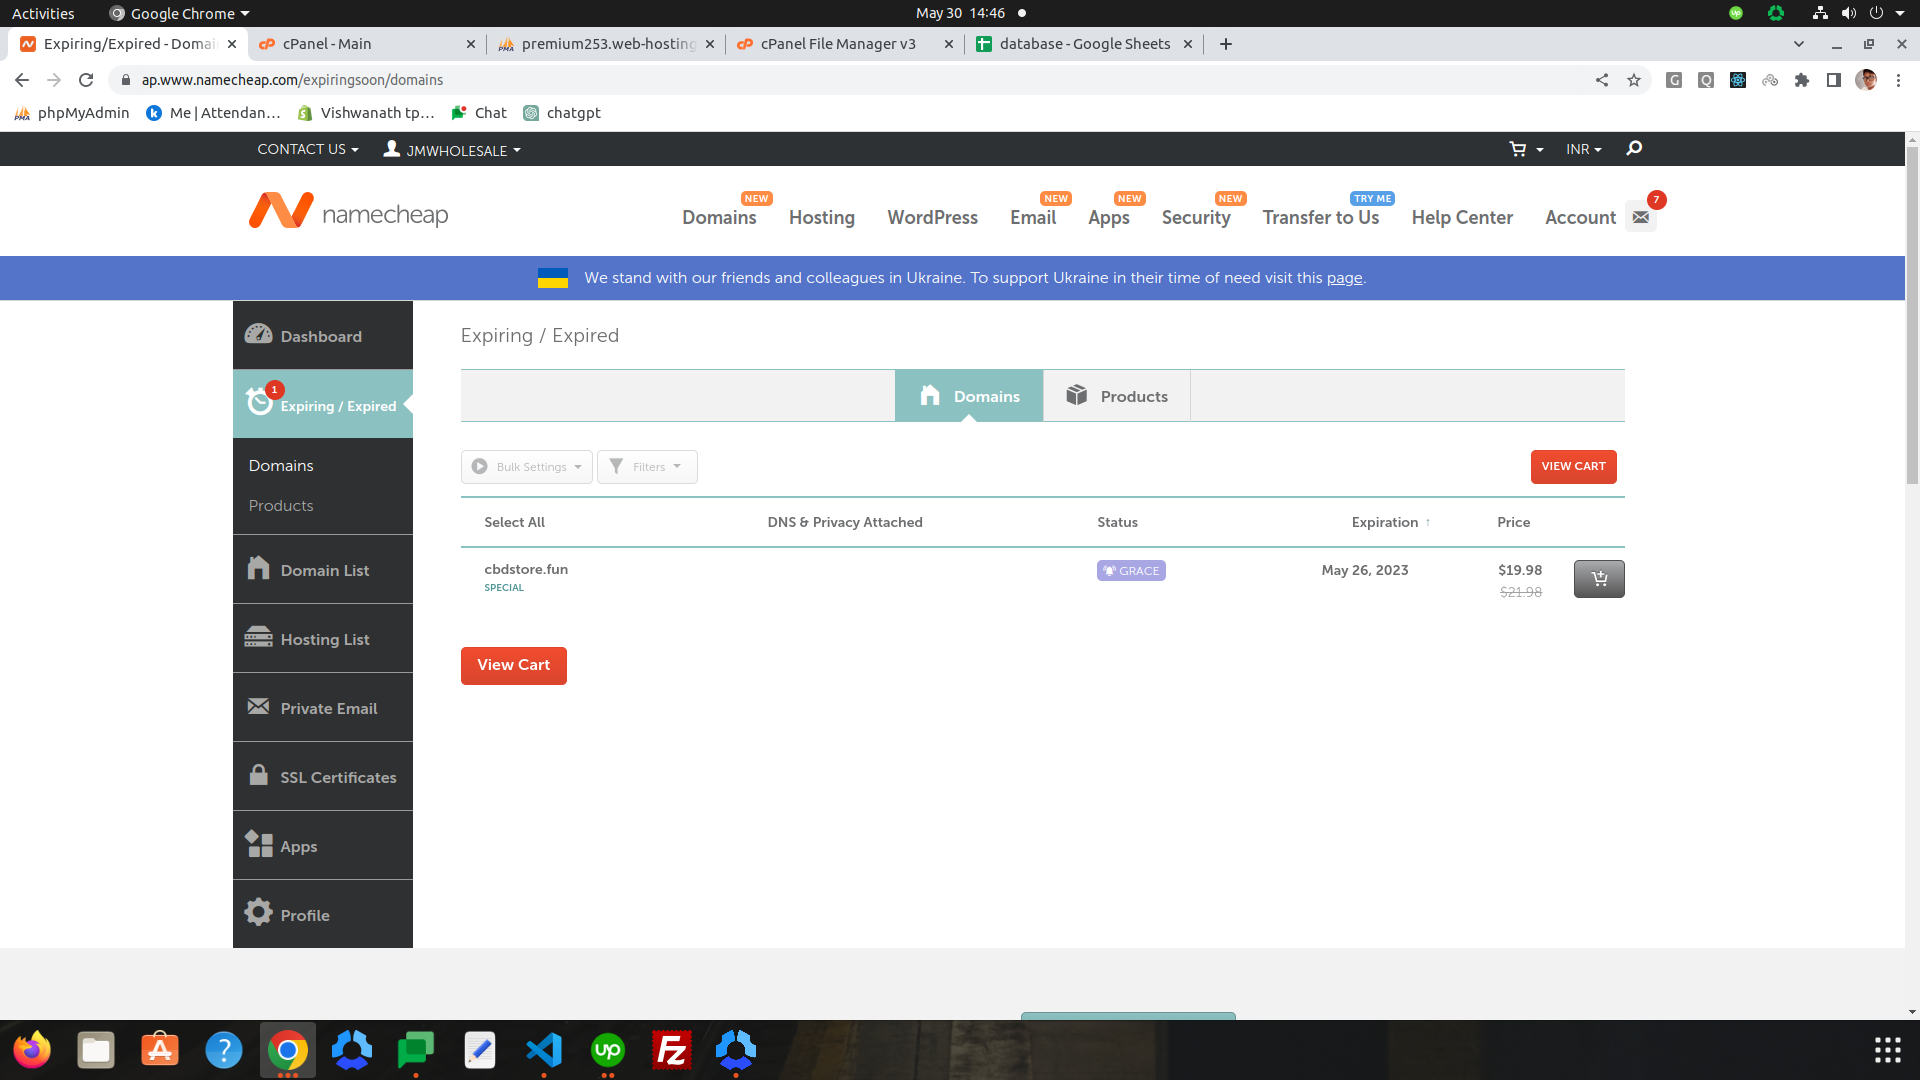 Activities
Google Chrome
May 30 14:46
Expiring/Expired - Domai
cPanel - Main
premium253.web-hosting
cPanel File Manager v3
database - Google Sheets
ap.www.namecheap.com/expiringsoon/domains
phpMyAdmin
Me | Attendan...
Vishwanath tp...
Chat
chatgpt
CONTACT US
JMWHOLESALE
INR
namecheap
Domains NEW
Hosting
WordPress
Email NEW
Apps NEW
Security NEW
Transfer to Us TRY ME
Help Center
Account
7
We stand with our friends and colleagues in Ukraine. To support Ukraine in their time of need visit this page.
Dashboard
1
Expiring / Expired
Domains
Products
Domain List
Hosting List
Private Email
SSL Certificates
Apps
Profile
Expiring / Expired
Domains
Products
Bulk Settings
Filters
VIEW CART
Select All
DNS & Privacy Attached
Status
Expiration ↑
Price
cbdstore.fun
SPECIAL
GRACE
May 26, 2023
$19.98
$21.98
View Cart